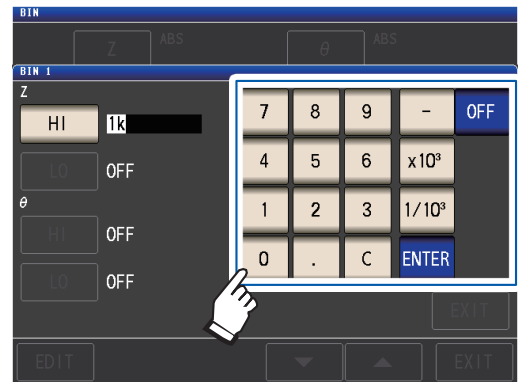 BIN
Z ABS θ ABS
BIN 1
Z
HI 1k
LO OFF
θ
HI OFF
LO OFF
7 8 9 − OFF
4 5 6 x10³
1 2 3 1/10³
0 . C ENTER
EXIT
EDIT EXIT